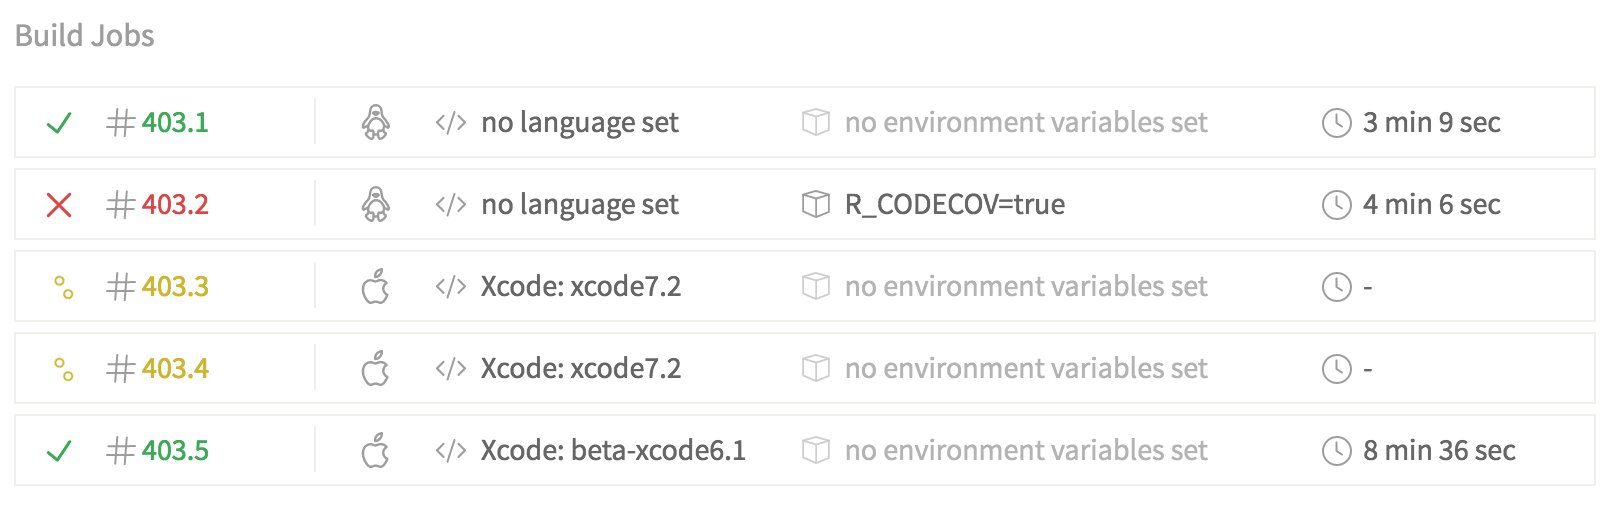 Build Jobs
# 403.1 </> no language set no environment variables set 3 min 9 sec
# 403.2 </> no language set R_CODECOV=true 4 min 6 sec
# 403.3 </> Xcode: xcode7.2 no environment variables set -
# 403.4 </> Xcode: xcode7.2 no environment variables set -
# 403.5 </> Xcode: beta-xcode6.1 no environment variables set 8 min 36 sec